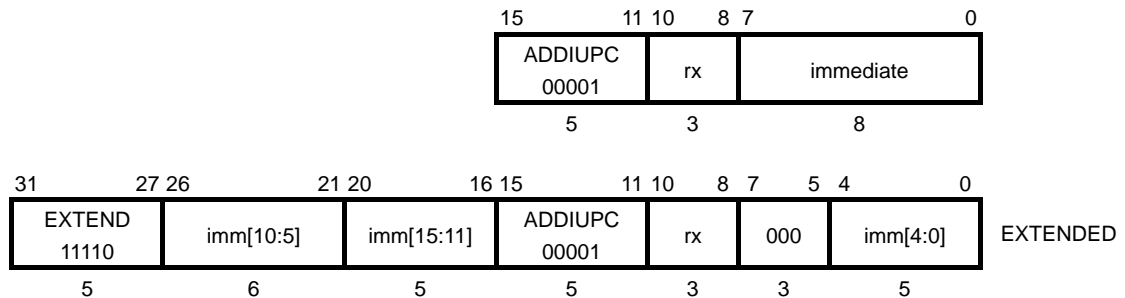 15 11 10 8 7 0
ADDIUPC
00001 rx immediate
5 3 8
31 27 26 21 20 16 15 11 10 8 7 5 4 0
EXTEND
11110 imm[10:5] imm[15:11] ADDIUPC
00001 rx 000 imm[4:0] EXTENDED
5 6 5 5 3 3 5